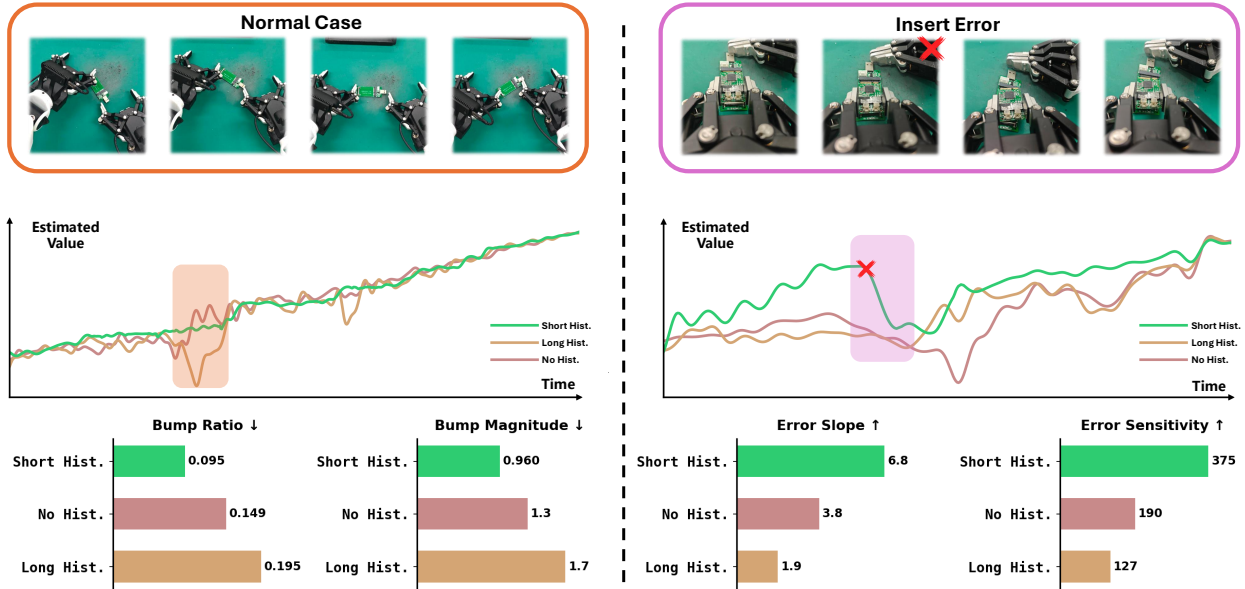 Normal Case
Estimated
Value
Short Hist.
Long Hist.
No Hist.
Time
Bump Ratio ↓
Short Hist.
0.095
No Hist.
0.149
Long Hist.
0.195
Bump Magnitude ↓
Short Hist.
0.960
No Hist.
1.3
Long Hist.
1.7
Insert Error
Estimated
Value
Short Hist.
Long Hist.
No Hist.
Time
Error Slope ↑
Short Hist.
6.8
No Hist.
3.8
Long Hist.
1.9
Error Sensitivity ↑
Short Hist.
375
No Hist.
190
Long Hist.
127